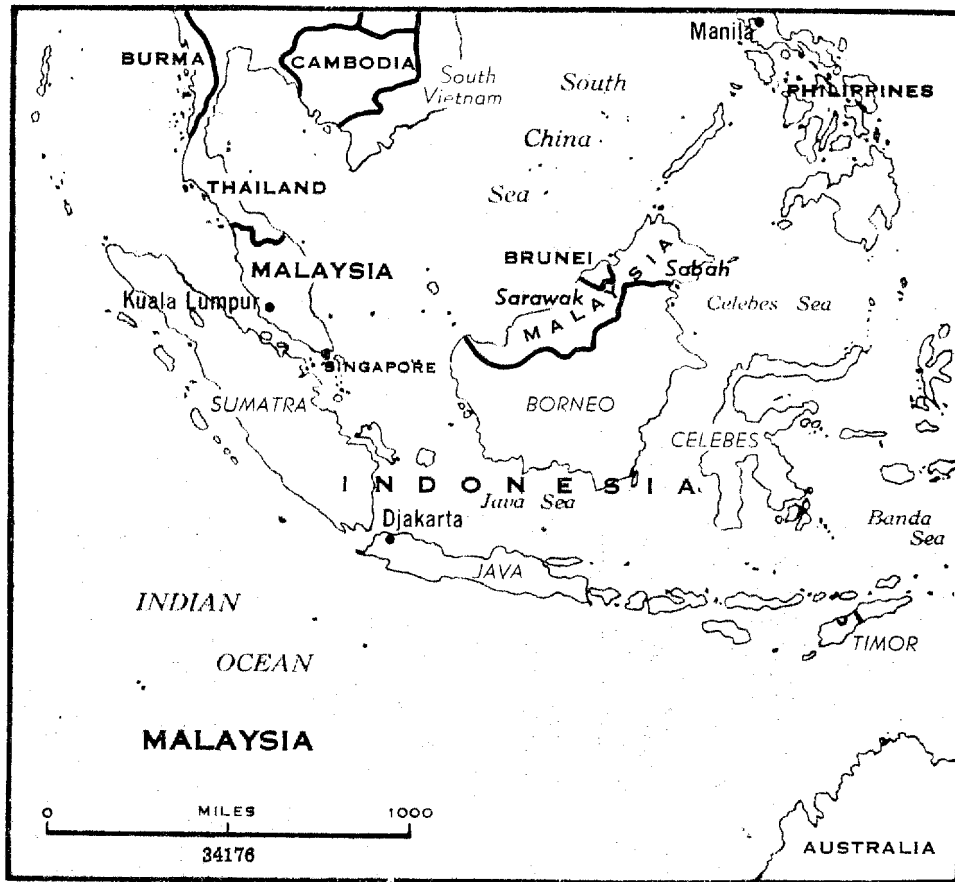 Manila
BURMA
CAMBODIA
South
Vietnam
South
China
Sea
PHILIPPINES
THAILAND
BRUNEI
MALAYSIA
Sabah
MALAYSIA
Kuala Lumpur
Sarawak
Celebes Sea
SINGAPORE
SUMATRA
BORNEO
CELEBES
INDONESIA
Java Sea
Djakarta
Banda
Sea
JAVA
INDIAN
OCEAN
TIMOR
MALAYSIA
0 MILES 1000
34176
AUSTRALIA